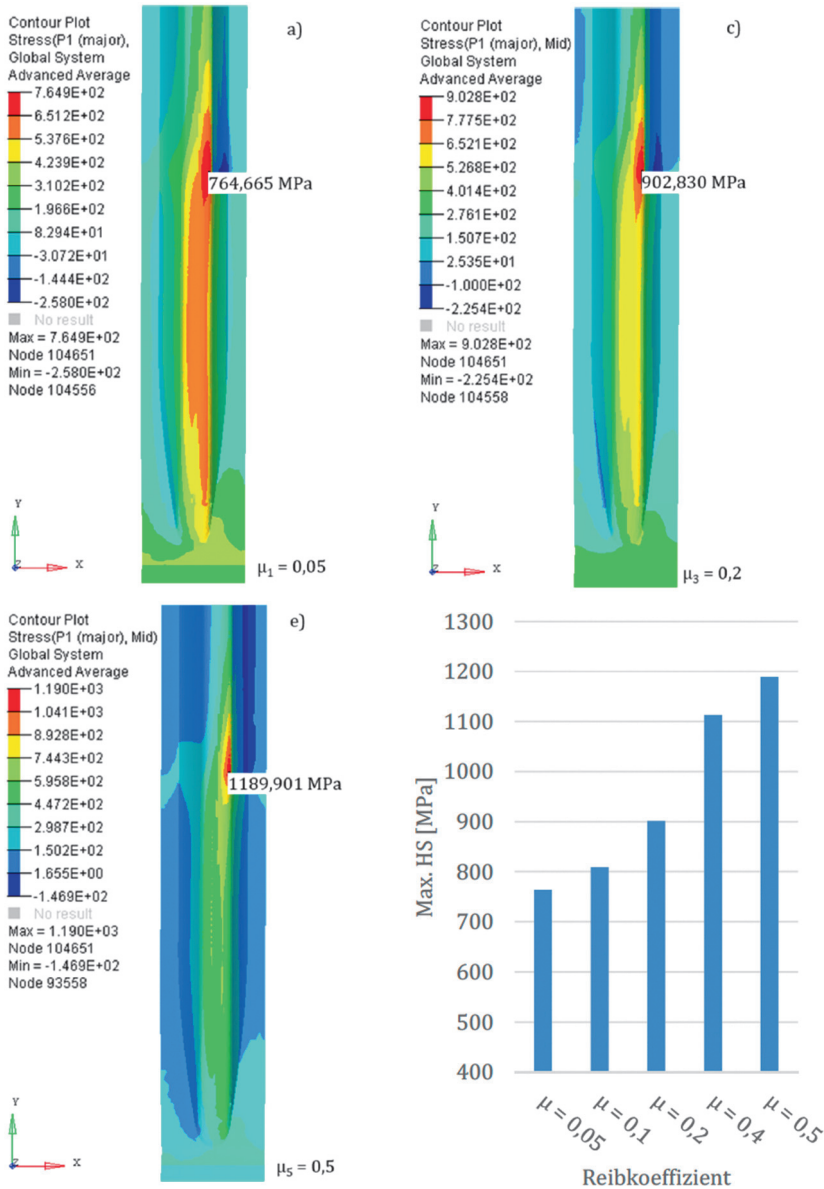 Contour Plot
Stress(P1 (major),
Global System
Advanced Average
7.649E+02
6.512E+02
5.376E+02
4.239E+02
3.102E+02
1.966E+02
8.294E+01
-3.072E+01
-1.444E+02
-2.580E+02
No result
Max = 7.649E+02
Node 104651
Min = -2.580E+02
Node 104556
a)
764,665 MPa
Y
Z
X
μ1 = 0,05
Contour Plot
Stress(P1 (major), Mid)
Global System
Advanced Average
9.028E+02
7.775E+02
6.521E+02
5.268E+02
4.014E+02
2.761E+02
1.507E+02
2.535E+01
-1.000E+02
-2.254E+02
No result
Max = 9.028E+02
Node 104651
Min = -2.254E+02
Node 104558
c)
902,830 MPa
Y
Z
X
μ3 = 0,2
Contour Plot
Stress(P1 (major), Mid)
Global System
Advanced Average
1.190E+03
1.041E+03
8.928E+02
7.443E+02
5.958E+02
4.472E+02
2.987E+02
1.502E+02
1.655E+00
-1.469E+02
No result
Max = 1.190E+03
Node 104651
Min = -1.469E+02
Node 93558
e)
1189,901 MPa
Y
Z
X
μ5 = 0,5
Max. HS [MPa]
1300
1200
1100
1000
900
800
700
600
500
400
μ = 0,05
μ = 0,1
μ = 0,2
μ = 0,4
μ = 0,5
Reibkoeffizient